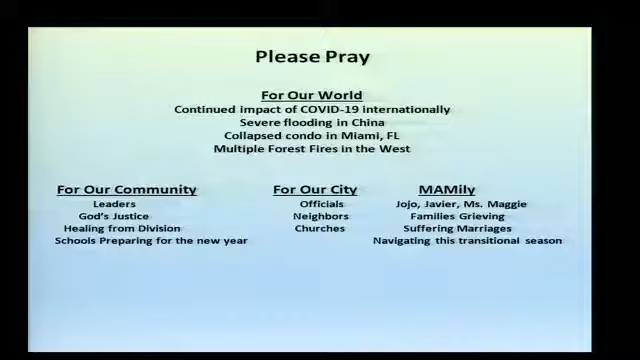 Please Pray
For Our World
Continued impact of COVID-19 internationally
Severe flooding in China
Collapsed condo in Miami, FL
Multiple Forest Fires in the West
For Our Community
Leaders
God's Justice
Healing from Division
Schools Preparing for the new year
For Our City
Officials
Neighbors
Churches
MAMily
Jojo, Javier, Ms. Maggie
Families Grieving
Suffering Marriages
Navigating this transitional season